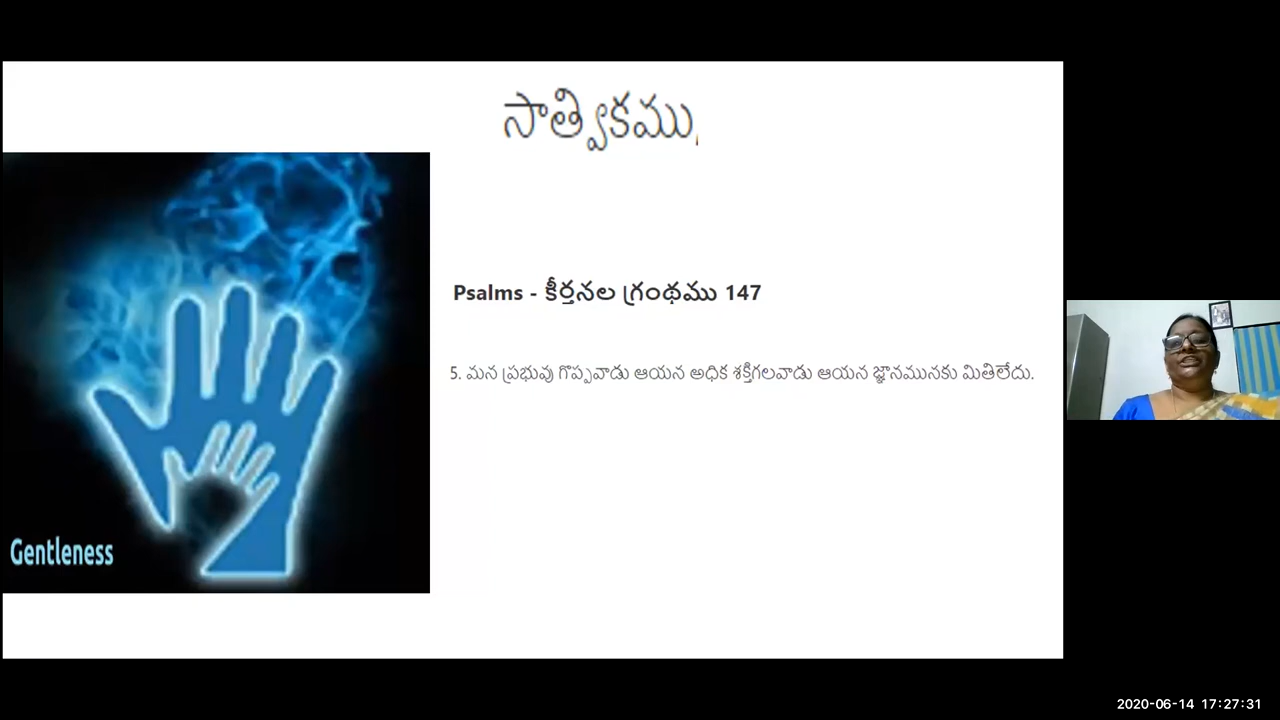 సాత్వికము,
Psalms - కీర్తనల గ్రంథము 147
5. మన ప్రభువు గొప్పవాడు ఆయన అధిక శక్తిగలవాడు ఆయన జ్ఞానమునకు మితిలేదు.
Gentleness
2020-06-14 17:27:31